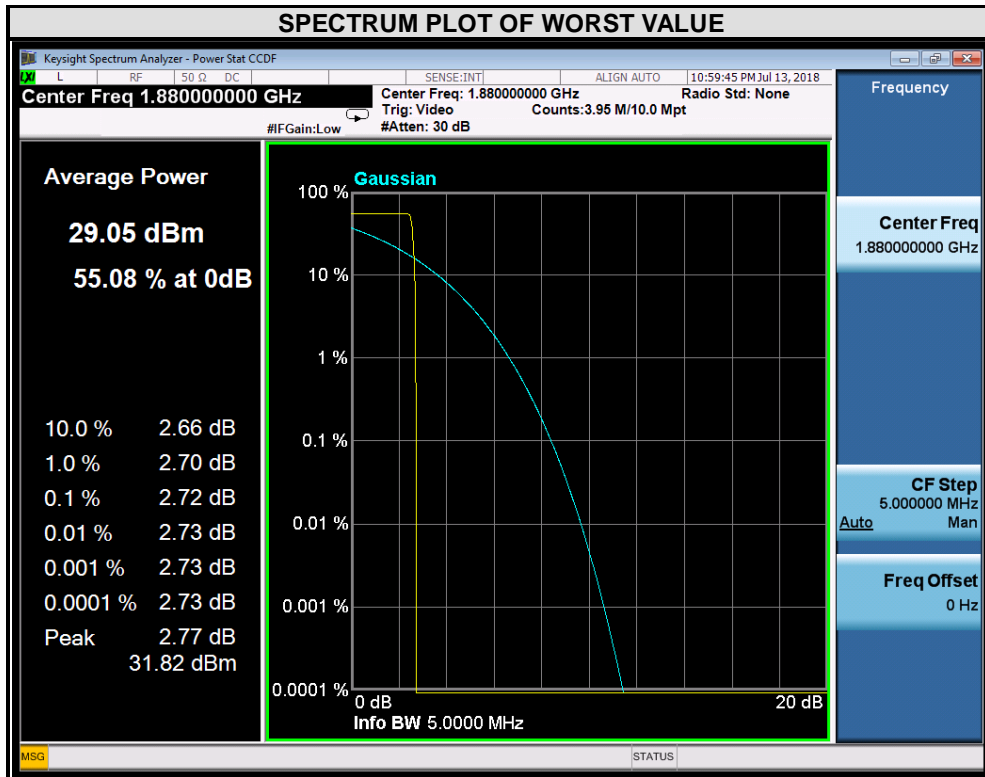 SPECTRUM PLOT OF WORST VALUE
Keysight Spectrum Analyzer - Power Stat CCDF
LXI L RF 50 Ω DC SENSE:INT ALIGN AUTO 10:59:45 PM Jul 13, 2018
Center Freq 1.880000000 GHz
Center Freq: 1.880000000 GHz Radio Std: None
Trig: Video Counts:3.95 M/10.0 Mpt
#IFGain:Low #Atten: 30 dB
Frequency
Average Power
29.05 dBm
55.08 % at 0dB
10.0 % 2.66 dB
1.0 % 2.70 dB
0.1 % 2.72 dB
0.01 % 2.73 dB
0.001 % 2.73 dB
0.0001 % 2.73 dB
Peak 2.77 dB
31.82 dBm
Gaussian
100 %
10 %
1 %
0.1 %
0.01 %
0.001 %
0.0001 %
0 dB 20 dB
Info BW 5.0000 MHz
Center Freq
1.880000000 GHz
CF Step
5.000000 MHz
Auto Man
Freq Offset
0 Hz
MSG STATUS